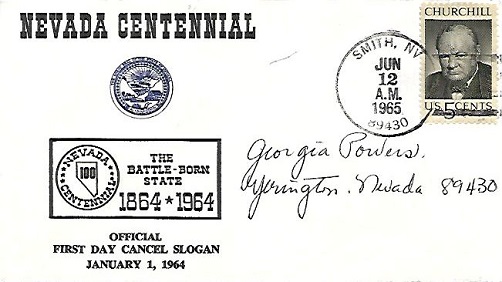 NEVADA CENTENNIAL
CHURCHILL
U.S. 5 CENTS
SMITH, NV
JUN
12
A.M.
1965
89430
NEVADA
100
CENTENNIAL
THE
BATTLE-BORN
STATE
1864★1964
Georgia Powers.
Yerington. Nevada 89430
OFFICIAL
FIRST DAY CANCEL SLOGAN
JANUARY 1, 1964